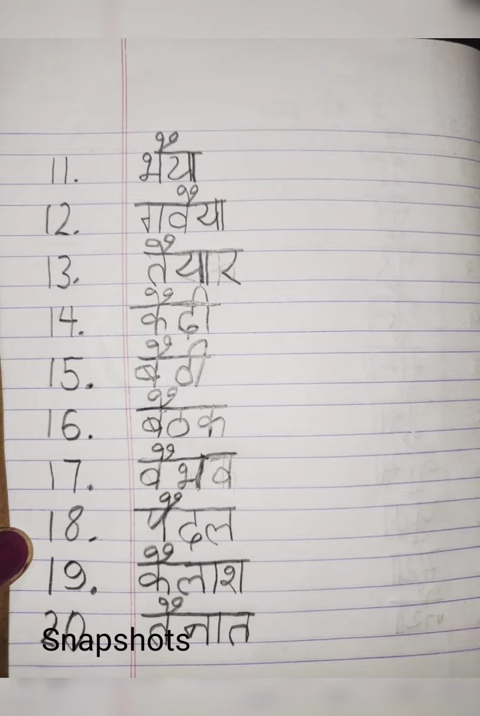 11. भैया
12. गवैया
13. तैयार
14. कैदी
15. बैठी
16. बैठक
17. वैभव
18. पैदल
19. कैलाश
20. तैनात
Snapshots